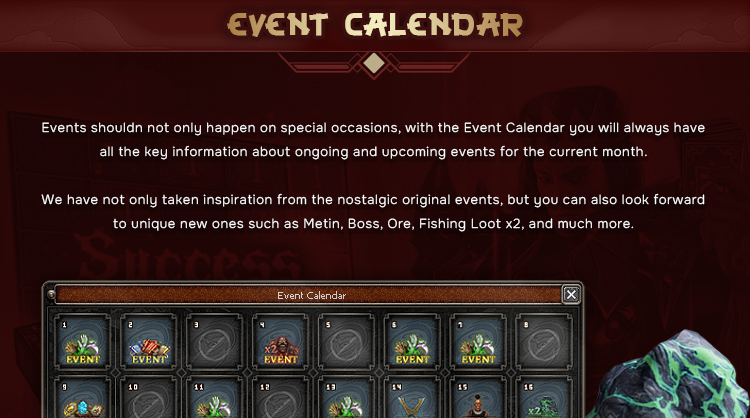 EVENT CALENDAR
Events shouldn not only happen on special occasions, with the Event Calendar you will always have
all the key information about ongoing and upcoming events for the current month.
We have not only taken inspiration from the nostalgic original events, but you can also look forward
to unique new ones such as Metin, Boss, Ore, Fishing Loot x2, and much more.
Success
Event Calendar
1 2 3 4 5 6 7 8
EVENT EVENT x2 EVENT EVENT EVENT
9 10 11 12 13 14 15 16
x2